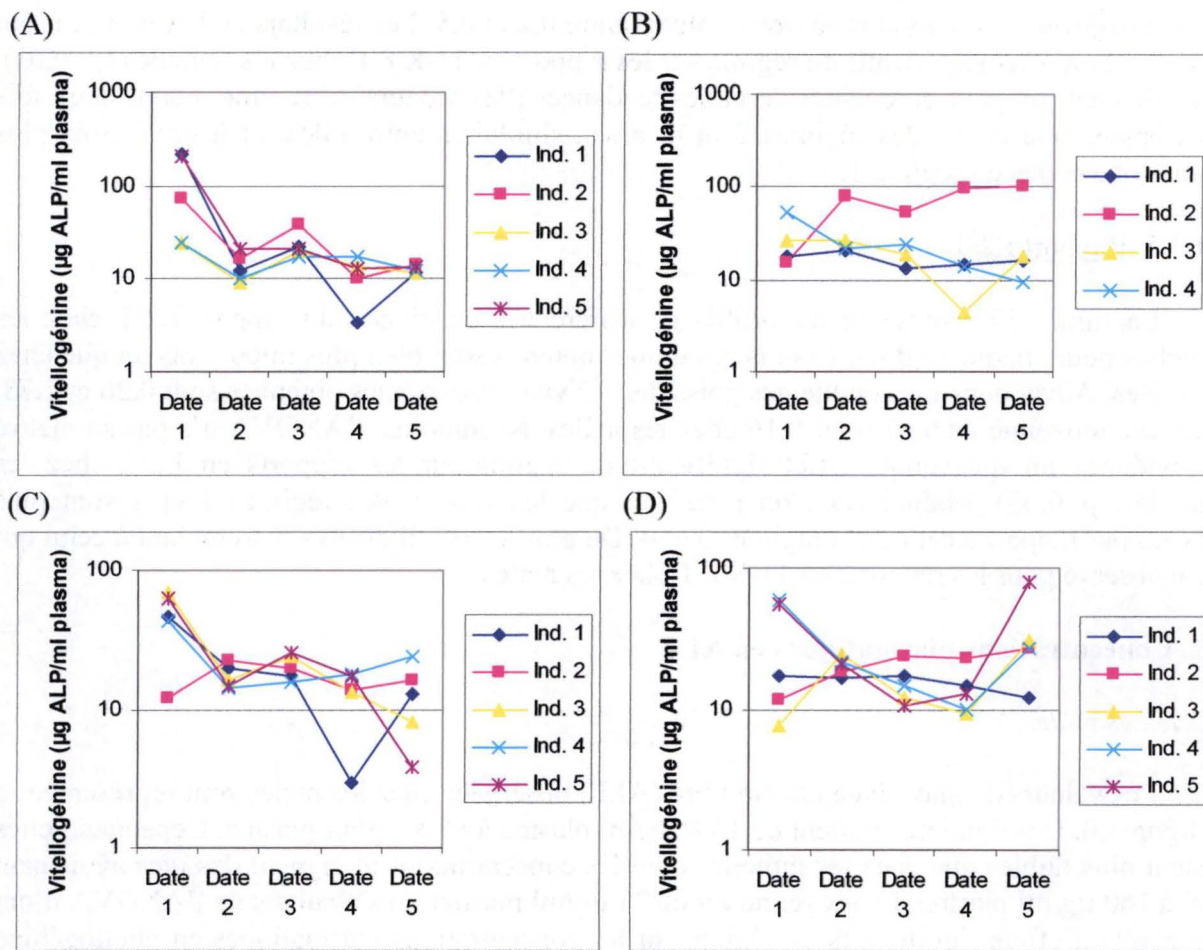 (A)
Vitellogénine (µg ALP/ml plasma)
1000
100
10
1
Date 1
Date 2
Date 3
Date 4
Date 5
Ind. 1
Ind. 2
Ind. 3
Ind. 4
Ind. 5
(B)
Vitellogénine (µg ALP/ml plasma)
1000
100
10
1
Date 1
Date 2
Date 3
Date 4
Date 5
Ind. 1
Ind. 2
Ind. 3
Ind. 4
(C)
Vitellogénine (µg ALP/ml plasma)
100
10
1
Date 1
Date 2
Date 3
Date 4
Date 5
Ind. 1
Ind. 2
Ind. 3
Ind. 4
Ind. 5
(D)
Vitellogénine (µg ALP/ml plasma)
100
10
1
Date 1
Date 2
Date 3
Date 4
Date 5
Ind. 1
Ind. 2
Ind. 3
Ind. 4
Ind. 5